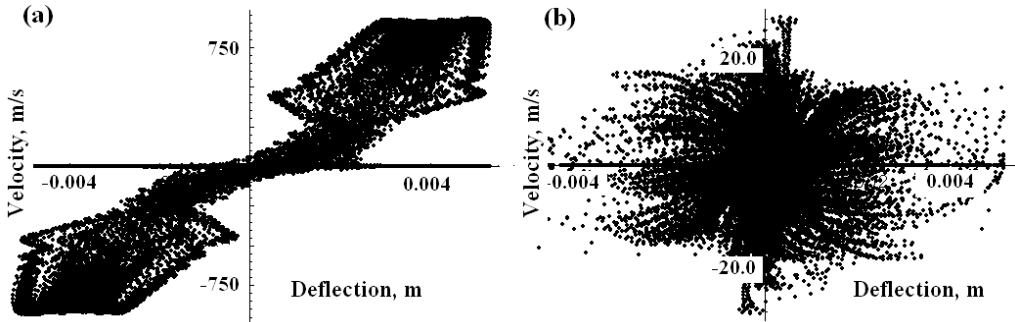 (a)
750
Velocity, m/s
-0.004
0.004
-750
Deflection, m
(b)
20.0
Velocity, m/s
-0.004
0.004
-20.0
Deflection, m